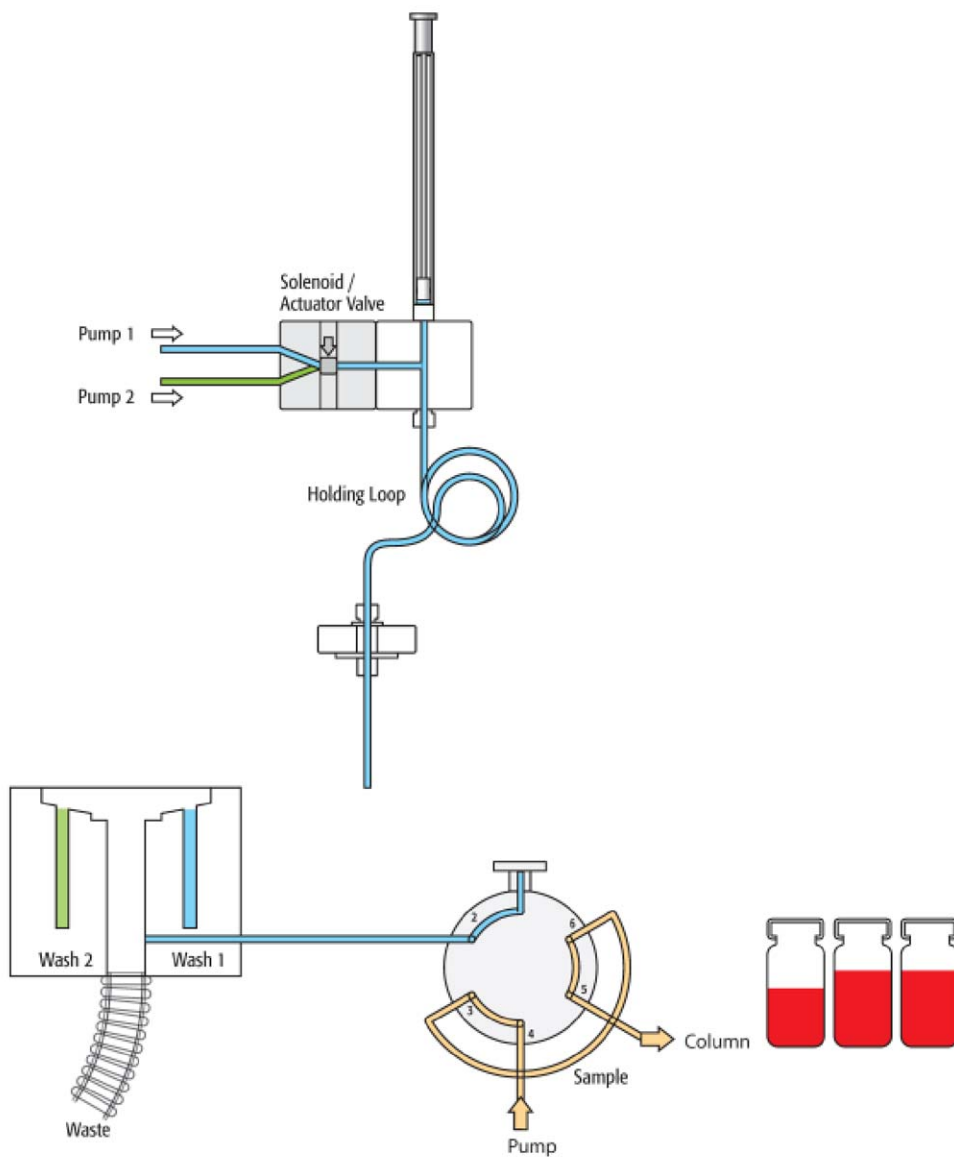 Solenoid /
Actuator Valve
Pump 1
Pump 2
Holding Loop
Wash 2
Wash 1
Waste
2
6
3
5
4
Column
Sample
Pump